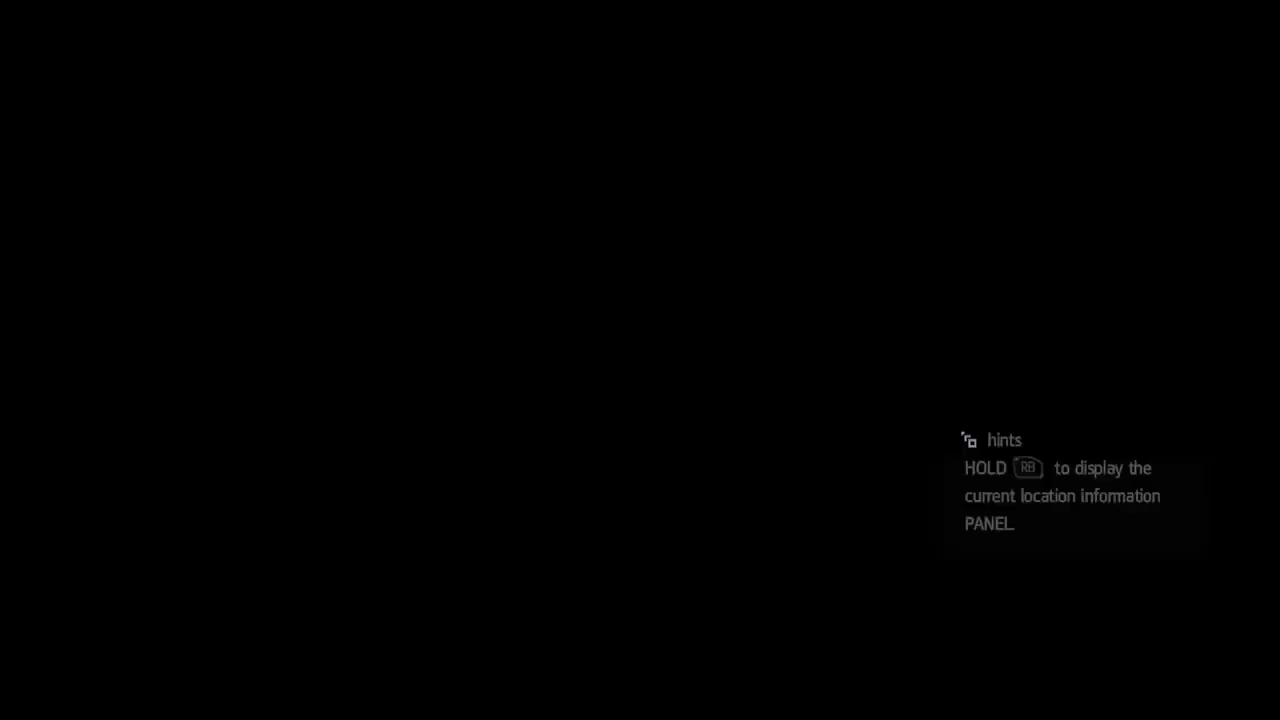 hints
HOLD RB to display the
current location information
PANEL.